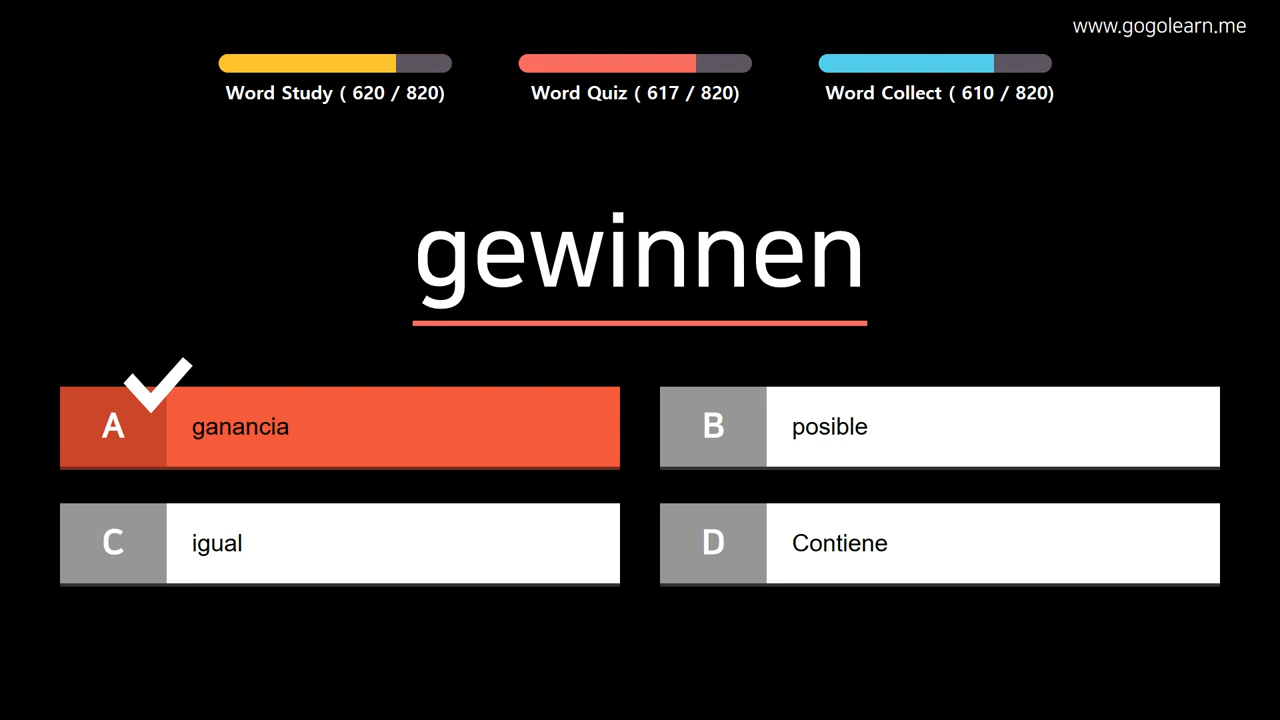 www.gogolearn.me
Word Study ( 620 / 820)
Word Quiz ( 617 / 820)
Word Collect ( 610 / 820)
gewinnen
A ganancia
B posible
C igual
D Contiene